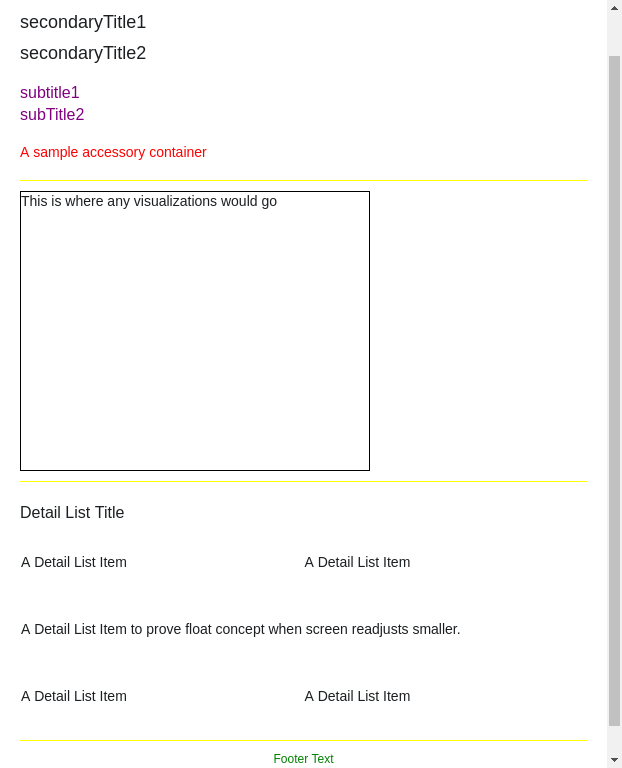 secondaryTitle1
secondaryTitle2
subtitle1
subTitle2
A sample accessory container
This is where any visualizations would go
Detail List Title
A Detail List Item
A Detail List Item
A Detail List Item to prove float concept when screen readjusts smaller.
A Detail List Item
A Detail List Item
Footer Text